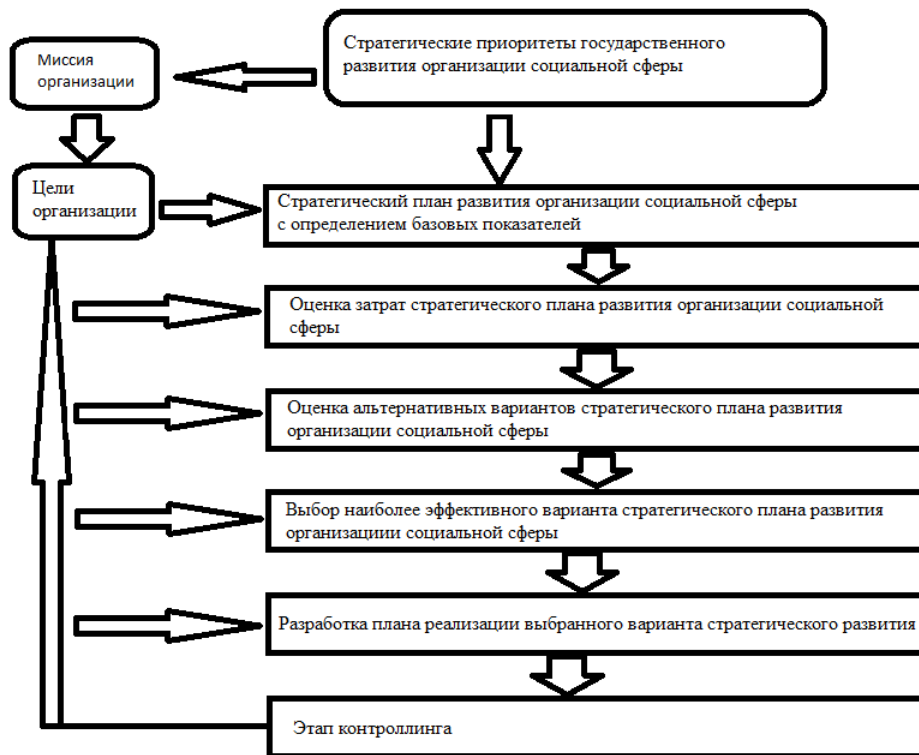 Стратегические приоритеты государственного
развития организации социальной сферы
Миссия
организации
Цели
организации
Стратегический план развития организации социальной сферы
с определением базовых показателей
Оценка затрат стратегического плана развития организации социальной
сферы
Оценка альтернативных вариантов стратегического плана развития
организации социальной сферы
Выбор наиболее эффективного варианта стратегического плана развития
организациии социальной сферы
Разработка плана реализации выбранного варианта стратегического развития
Этап контроллинга